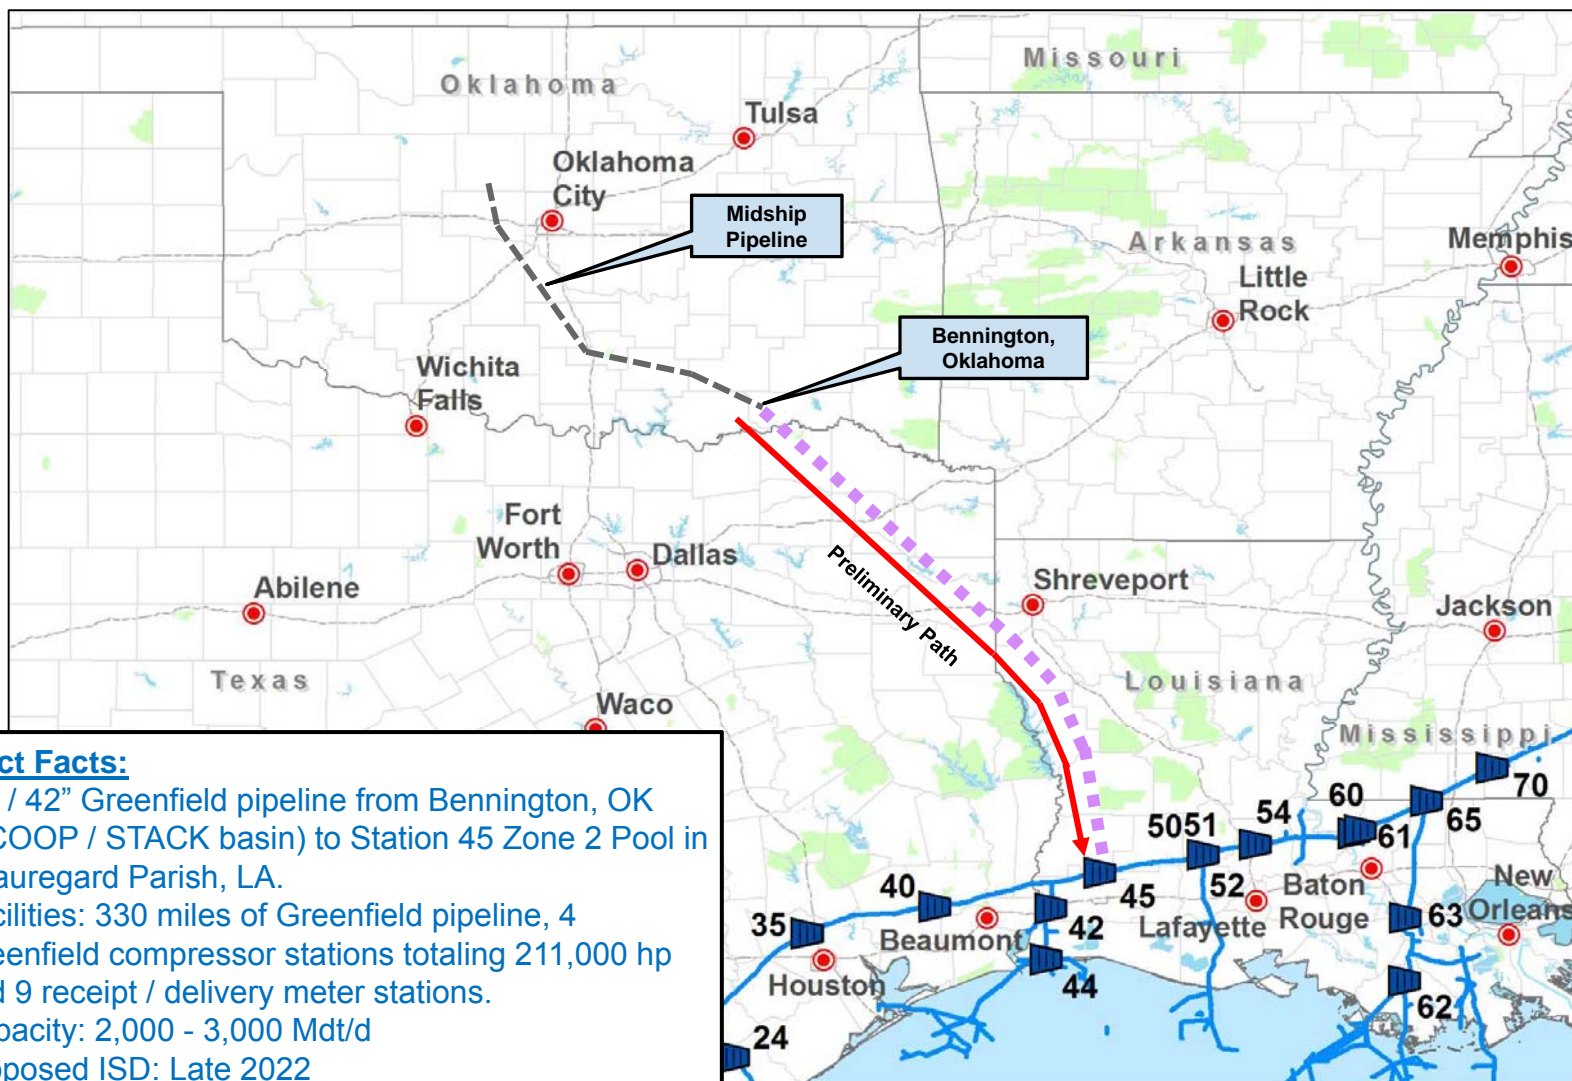 Missouri
Oklahoma
Tulsa
Oklahoma
City
Midship
Pipeline
Arkansas
Memphis
Little
Rock
Bennington,
Oklahoma
Wichita
Falls
Fort
Worth
Dallas
Preliminary Path
Shreveport
Abilene
Jackson
Texas
Louisiana
Waco
Mississippi
ct Facts:
/ 42” Greenfield pipeline from Bennington, OK
COOP / STACK basin) to Station 45 Zone 2 Pool in
auregard Parish, LA.
cilities: 330 miles of Greenfield pipeline, 4
eenfield compressor stations totaling 211,000 hp
d 9 receipt / delivery meter stations.
pacity: 2,000 - 3,000 Mdt/d
oposed ISD: Late 2022
70
60
65
54
50 51
61
40
45
52
Baton
Rouge
New
Orleans
35
Beaumont
42
Lafayette
63
Houston
44
62
24